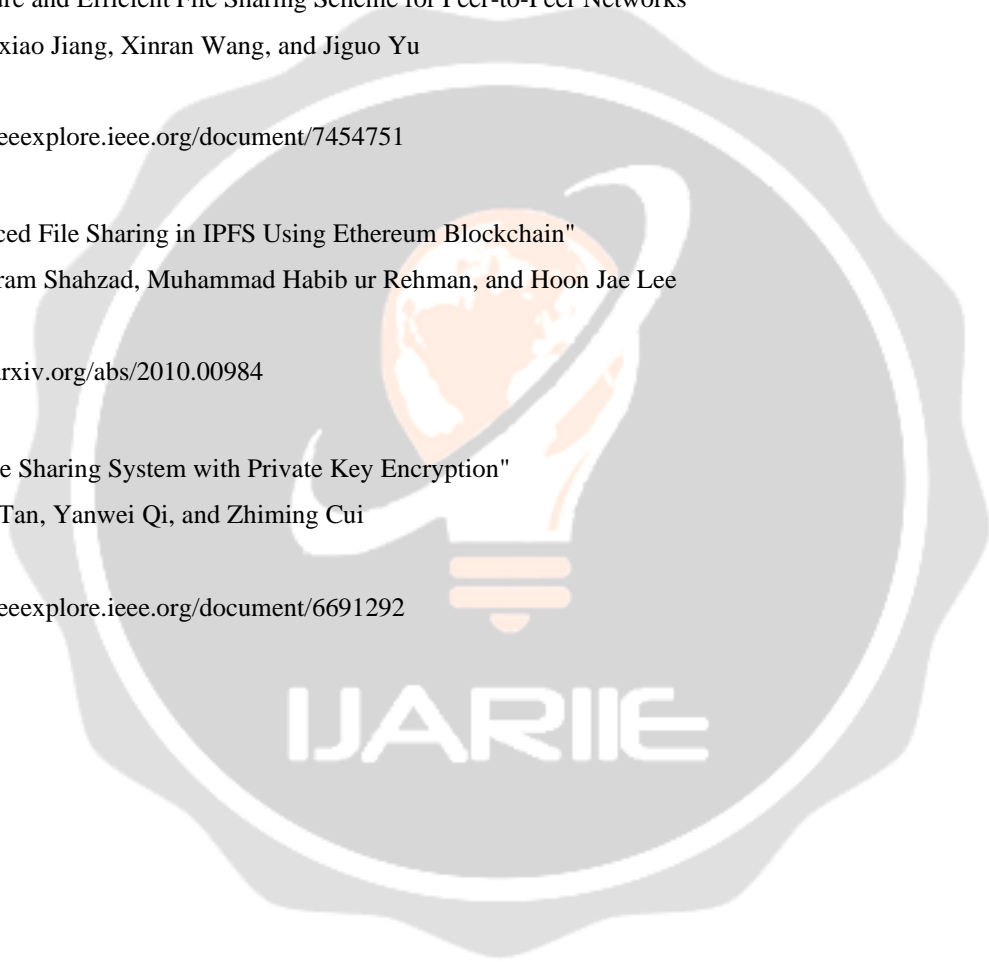 and Efficient File Sharing Scheme for Peer-to-Peer Networks
xiao Jiang, Xinran Wang, and Jiguo Yu
eeexplore.ieee.org/document/7454751
ced File Sharing in IPFS Using Ethereum Blockchain"
ram Shahzad, Muhammad Habib ur Rehman, and Hoon Jae Lee
arxiv.org/abs/2010.00984
e Sharing System with Private Key Encryption"
Tan, Yanwei Qi, and Zhiming Cui
eeexplore.ieee.org/document/6691292
IJARIIE